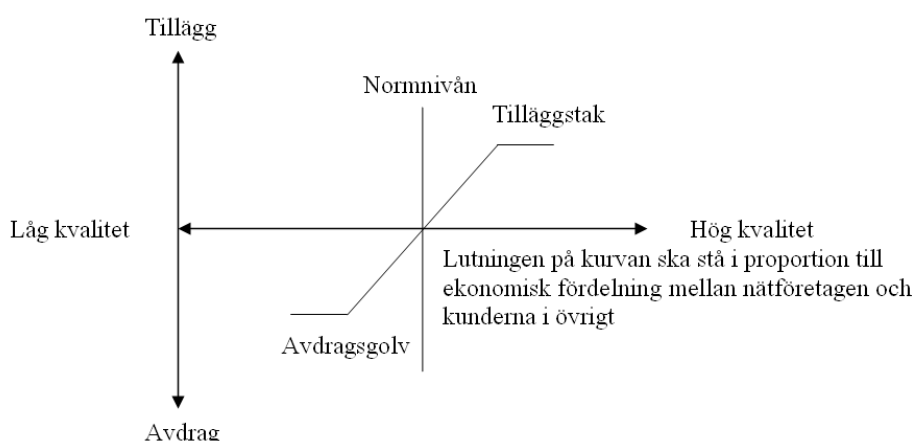 Tillägg
Normnivån
Tilläggstak
Låg kvalitet
Hög kvalitet
Lutningen på kurvan ska stå i proportion till
ekonomisk fördelning mellan nätföretagen och
kunderna i övrigt
Avdragsgolv
Avdrag